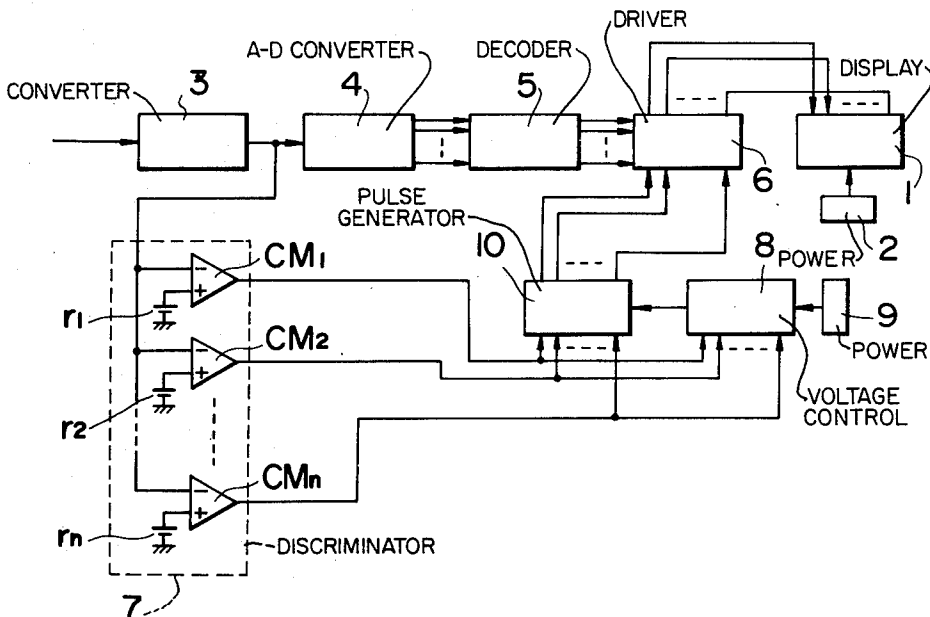 DRIVER
A-D CONVERTER
DECODER
DISPLAY
CONVERTER
3
4
5
6
1
PULSE
GENERATOR
10
8
POWER
2
9
POWER
CM1
r1
CM2
r2
VOLTAGE
CONTROL
CMn
rn
DISCRIMINATOR
7